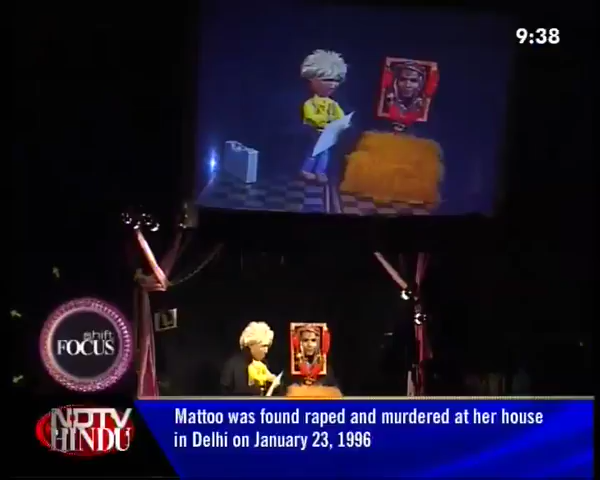 9:38
shift
FOCUS
NDTV
HINDU
Mattoo was found raped and murdered at her house
in Delhi on January 23, 1996